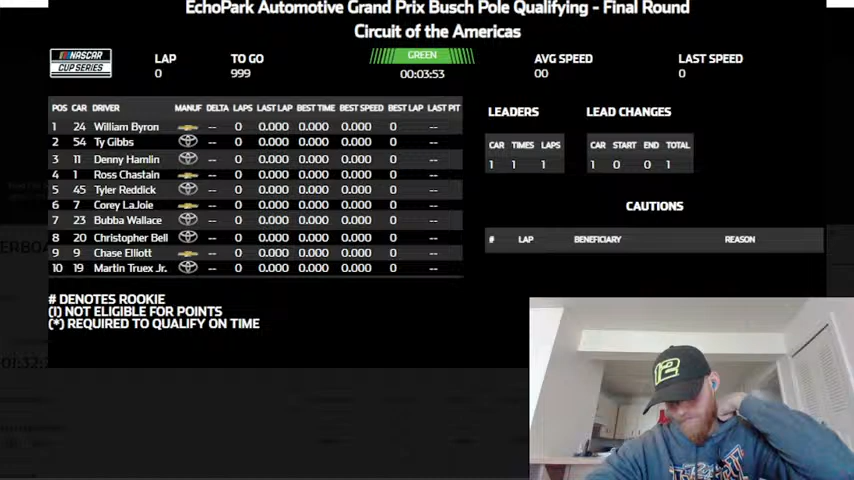 EchoPark Automotive Grand Prix Busch Pole Qualifying - Final Round
Circuit of the Americas
NASCAR
CUP SERIES
LAP TO GO GREEN AVG SPEED LAST SPEED
0 999 00:03:53 00 0
POS CAR DRIVER MANUF DELTA LAPS LAST LAP BEST TIME BEST SPEED BEST LAP LAST PIT
1 24 William Byron -- 0 0.000 0.000 0.000 0 --
2 54 Ty Gibbs -- 0 0.000 0.000 0.000 0 --
3 11 Denny Hamlin -- 0 0.000 0.000 0.000 0 --
4 1 Ross Chastain -- 0 0.000 0.000 0.000 0 --
5 45 Tyler Reddick -- 0 0.000 0.000 0.000 0 --
6 7 Corey LaJoie -- 0 0.000 0.000 0.000 0 --
7 23 Bubba Wallace -- 0 0.000 0.000 0.000 0 --
8 20 Christopher Bell -- 0 0.000 0.000 0.000 0 --
9 9 Chase Elliott -- 0 0.000 0.000 0.000 0 --
10 19 Martin Truex Jr. -- 0 0.000 0.000 0.000 0 --
# DENOTES ROOKIE
(I) NOT ELIGIBLE FOR POINTS
(*) REQUIRED TO QUALIFY ON TIME
LEADERS
CAR TIMES LAPS
1 1 1
LEAD CHANGES
CAR START END TOTAL
1 0 0 1
CAUTIONS
# LAP BENEFICIARY REASON
12